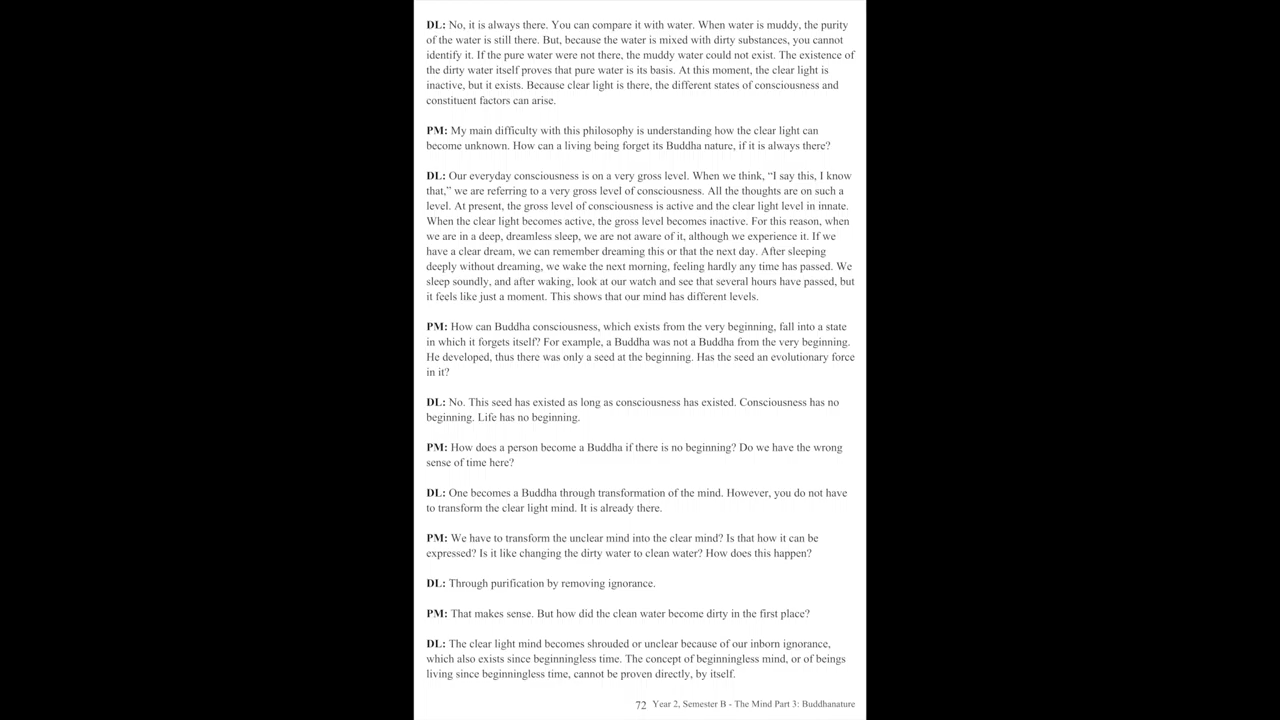 DL: No, it is always there. You can compare it with water. When water is muddy, the purity
of the water is still there. But, because the water is mixed with dirty substances, you cannot
identify it. If the pure water were not there, the muddy water could not exist. The existence of
the dirty water itself proves that pure water is its basis. At this moment, the clear light is
inactive, but it exists. Because clear light is there, the different states of consciousness and
constituent factors can arise.
PM: My main difficulty with this philosophy is understanding how the clear light can
become unknown. How can a living being forget its Buddha nature, if it is always there?
DL: Our everyday consciousness is on a very gross level. When we think, “I say this, I know
that,” we are referring to a very gross level of consciousness. All the thoughts are on such a
level. At present, the gross level of consciousness is active and the clear light level in innate.
When the clear light becomes active, the gross level becomes inactive. For this reason, when
we are in a deep, dreamless sleep, we are not aware of it, although we experience it. If we
have a clear dream, we can remember dreaming this or that the next day. After sleeping
deeply without dreaming, we wake the next morning, feeling hardly any time has passed. We
sleep soundly, and after waking, look at our watch and see that several hours have passed, but
it feels like just a moment. This shows that our mind has different levels.
PM: How can Buddha consciousness, which exists from the very beginning, fall into a state
in which it forgets itself? For example, a Buddha was not a Buddha from the very beginning.
He developed, thus there was only a seed at the beginning. Has the seed an evolutionary force
in it?
DL: No. This seed has existed as long as consciousness has existed. Consciousness has no
beginning. Life has no beginning.
PM: How does a person become a Buddha if there is no beginning? Do we have the wrong
sense of time here?
DL: One becomes a Buddha through transformation of the mind. However, you do not have
to transform the clear light mind. It is already there.
PM: We have to transform the unclear mind into the clear mind? Is that how it can be
expressed? Is it like changing the dirty water to clean water? How does this happen?
DL: Through purification by removing ignorance.
PM: That makes sense. But how did the clean water become dirty in the first place?
DL: The clear light mind becomes shrouded or unclear because of our inborn ignorance,
which also exists since beginningless time. The concept of beginningless mind, or of beings
living since beginningless time, cannot be proven directly, by itself.
72 Year 2, Semester B - The Mind Part 3: Buddhanature